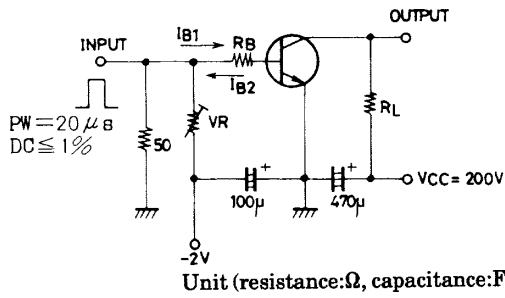 INPUT
IB1
RB
IB2
OUTPUT
PW=20μs
DC≦1%
50
VR
RL
+
100μ
+
470μ
VCC=200V
-2V
Unit (resistance:Ω, capacitance:F